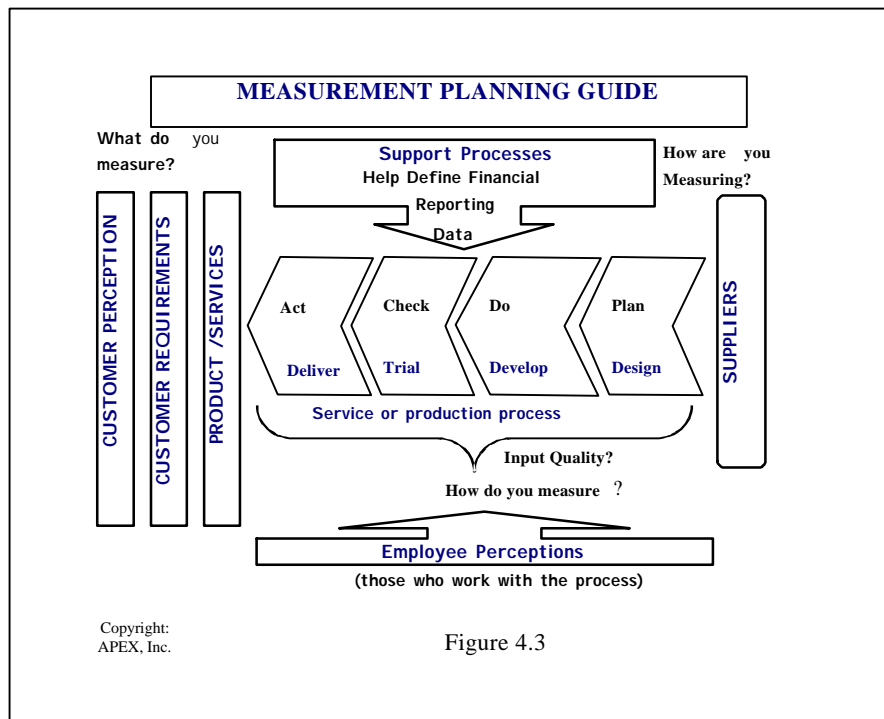 MEASUREMENT PLANNING GUIDE
What do you
measure?
Support Processes
Help Define Financial
Reporting
Data
How are you
Measuring?
CUSTOMER PERCEPTION
CUSTOMER REQUIREMENTS
PRODUCT /SERVICES
Act
Check
Do
Plan
Deliver
Trial
Develop
Design
SUPPLIERS
Service or production process
Input Quality?
How do you measure ?
Employee Perceptions
(those who work with the process)
Copyright:
APEX, Inc.
Figure 4.3